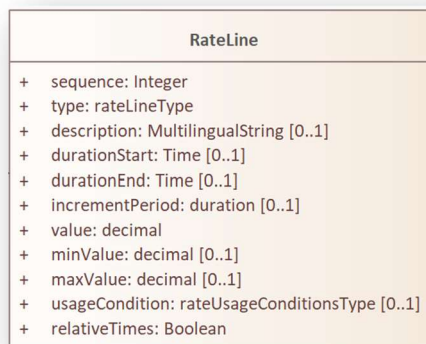 RateLine
+ sequence: Integer
+ type: rateLineType
+ description: MultilingualString [0..1]
+ durationStart: Time [0..1]
+ durationEnd: Time [0..1]
+ incrementPeriod: duration [0..1]
+ value: decimal
+ minValue: decimal [0..1]
+ maxValue: decimal [0..1]
+ usageCondition: rateUsageConditionsType [0..1]
+ relativeTimes: Boolean